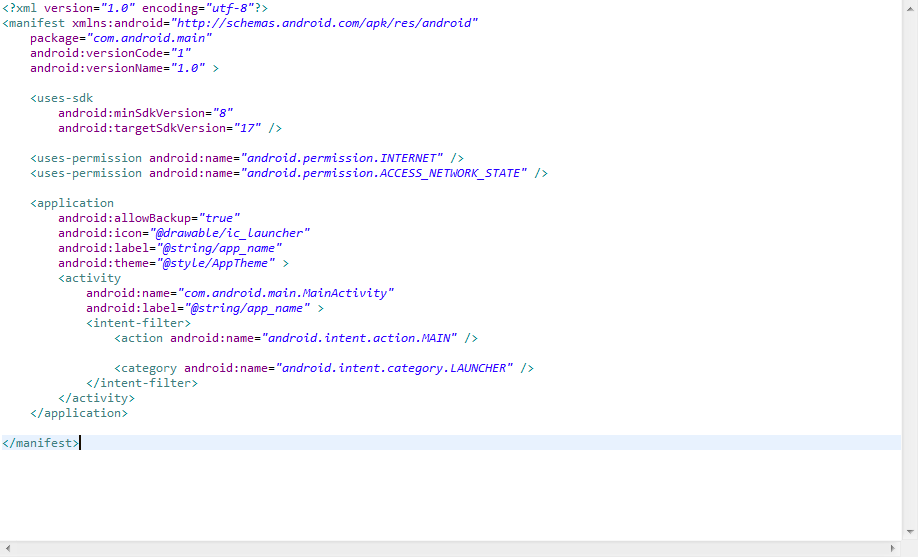 <?xml version="1.0" encoding="utf-8"?>
<manifest xmlns:android="http://schemas.android.com/apk/res/android"
    package="com.android.main"
    android:versionCode="1"
    android:versionName="1.0" >

    <uses-sdk
        android:minSdkVersion="8"
        android:targetSdkVersion="17" />

    <uses-permission android:name="android.permission.INTERNET" />
    <uses-permission android:name="android.permission.ACCESS_NETWORK_STATE" />

    <application
        android:allowBackup="true"
        android:icon="@drawable/ic_launcher"
        android:label="@string/app_name"
        android:theme="@style/AppTheme" >
        <activity
            android:name="com.android.main.MainActivity"
            android:label="@string/app_name" >
            <intent-filter>
                <action android:name="android.intent.action.MAIN" />

                <category android:name="android.intent.category.LAUNCHER" />
            </intent-filter>
        </activity>
    </application>

</manifest>